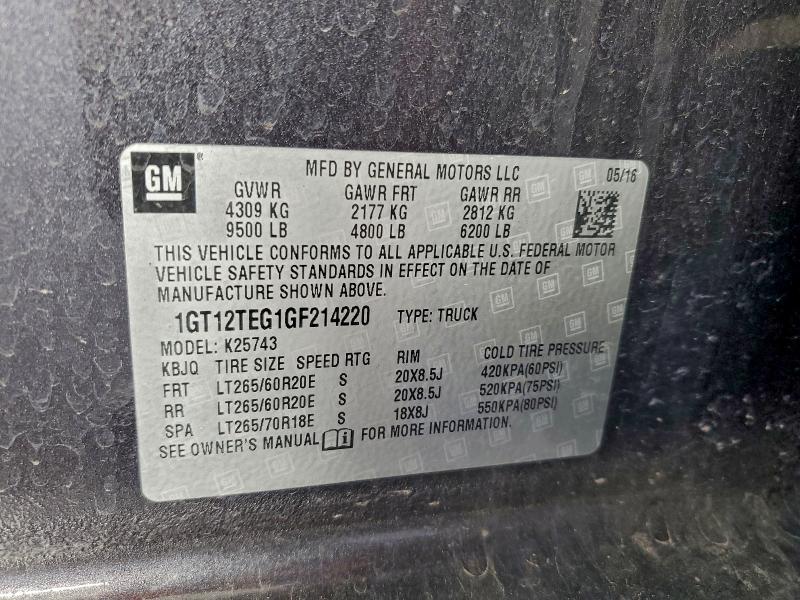 GM ® MFD BY GENERAL MOTORS LLC 05/16
GVWR GAWR FRT GAWR RR
4309 KG 2177 KG 2812 KG
9500 LB 4800 LB 6200 LB
THIS VEHICLE CONFORMS TO ALL APPLICABLE U.S. FEDERAL MOTOR
VEHICLE SAFETY STANDARDS IN EFFECT ON THE DATE OF
MANUFACTURE SHOWN ABOVE.
1GT12TEG1GF214220 TYPE: TRUCK
MODEL: K25743
KBJQ TIRE SIZE SPEED RTG RIM COLD TIRE PRESSURE
FRT LT265/60R20E S 20X8.5J 420KPA(60PSI)
RR LT265/60R20E S 20X8.5J 520KPA(75PSI)
SPA LT265/70R18E S 18X8J 550KPA(80PSI)
SEE OWNER'S MANUAL FOR MORE INFORMATION.